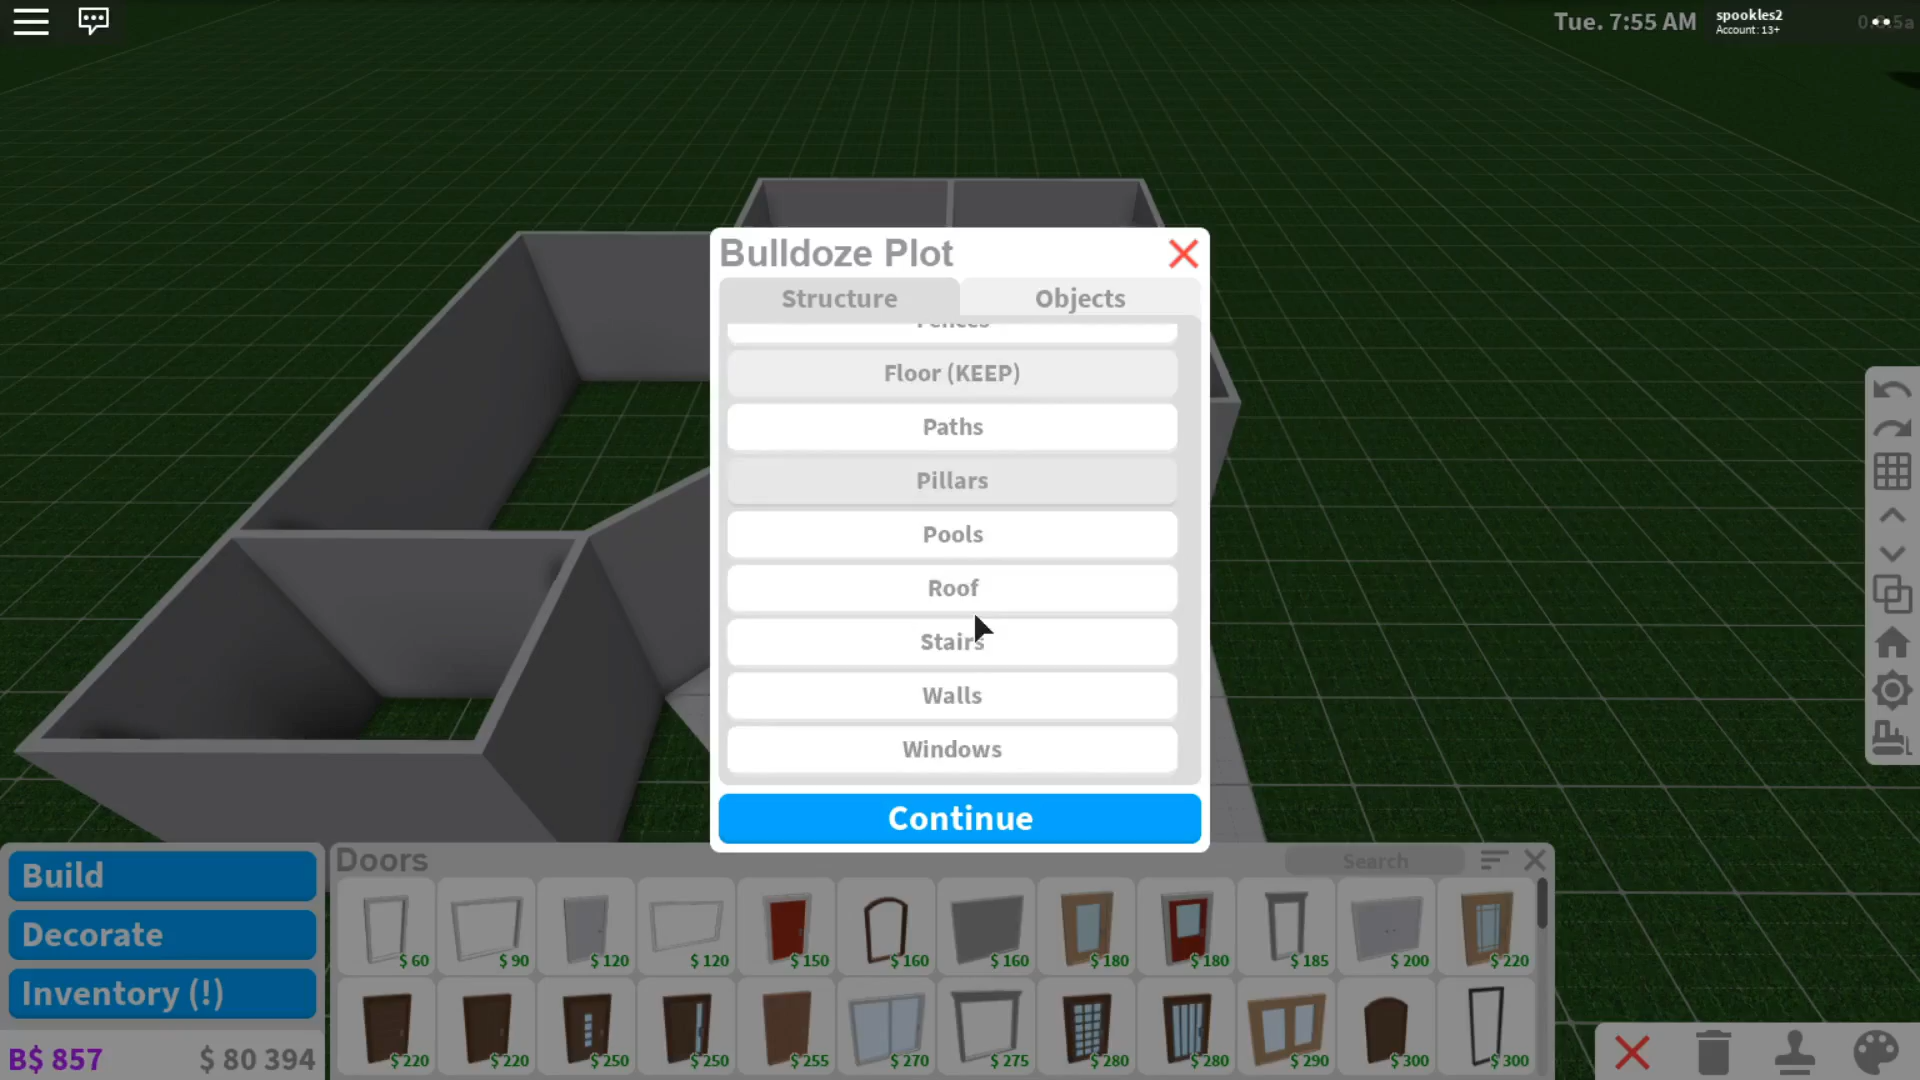 Tue. 7:55 AM
spookles2
Account: 13+
Bulldoze Plot
Structure
Objects
Fences
Floor (KEEP)
Paths
Pillars
Pools
Roof
Stairs
Walls
Windows
Continue
Build
Decorate
Inventory (!)
B$ 857
$ 80 394
Doors
Search
$ 60
$ 90
$ 120
$ 120
$ 150
$ 160
$ 160
$ 180
$ 180
$ 185
$ 200
$ 220
$ 220
$ 220
$ 250
$ 250
$ 255
$ 270
$ 275
$ 280
$ 280
$ 290
$ 300
$ 300